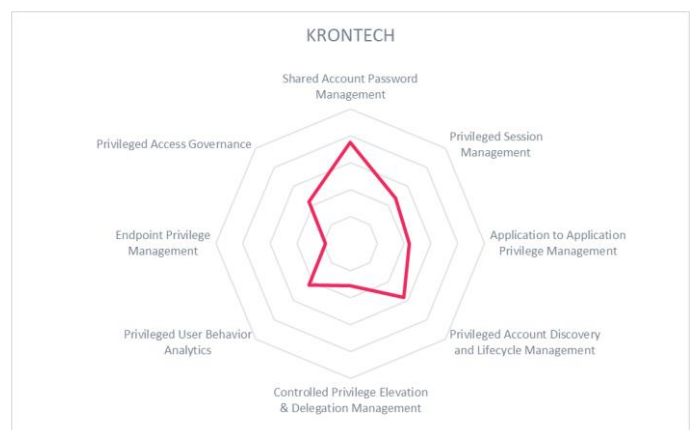 KRONTECH
Shared Account Password
Management
Privileged Access Governance
Privileged Session
Management
Endpoint Privilege
Management
Application to Application
Privilege Management
Privileged User Behavior
Analytics
Privileged Account Discovery
and Lifecycle Management
Controlled Privilege Elevation
& Delegation Management